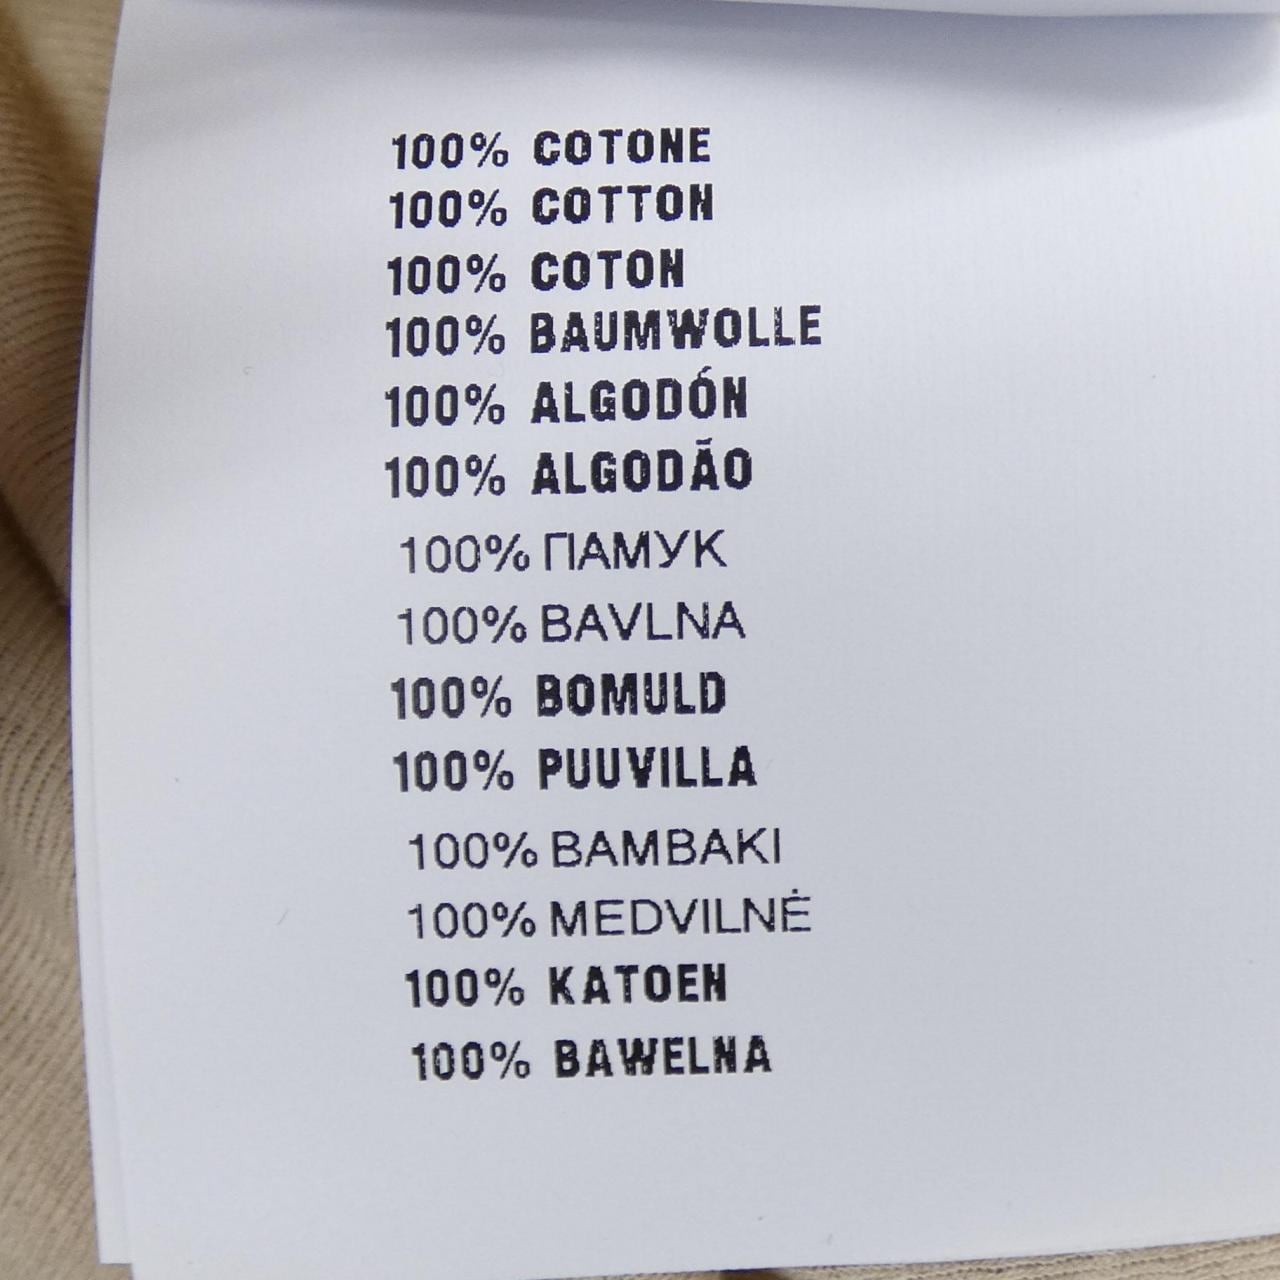 100% COTONE
100% COTTON
100% COTON
100% BAUMWOLLE
100% ALGODÓN
100% ALGODÃO
100% ПАМУК
100% BAVLNA
100% BOMULD
100% PUUVILLA
100% BAMBAKI
100% MEDVILNĖ
100% KATOEN
100% BAWELNA